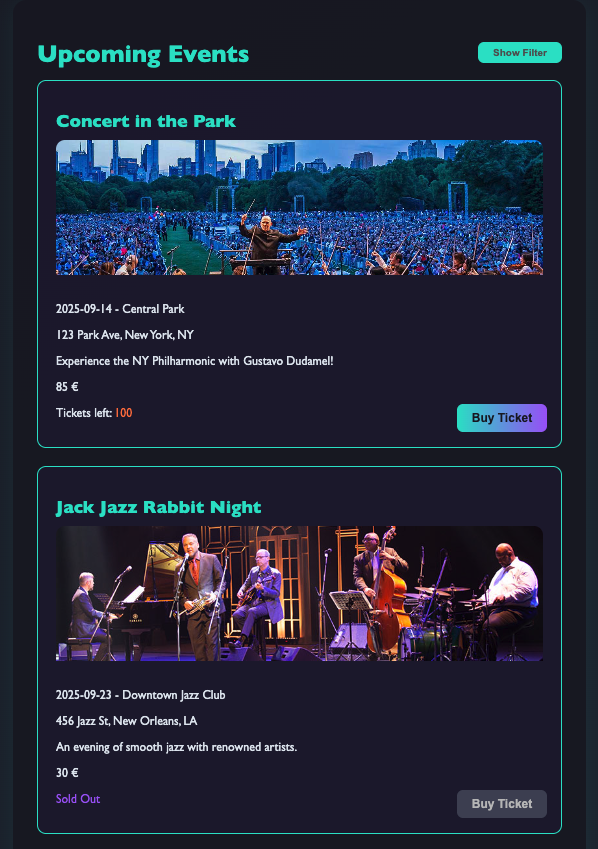 Upcoming Events
Show Filter
Concert in the Park
2025-09-14 - Central Park
123 Park Ave, New York, NY
Experience the NY Philharmonic with Gustavo Dudamel!
85 €
Tickets left: 100
Buy Ticket
Jack Jazz Rabbit Night
2025-09-23 - Downtown Jazz Club
456 Jazz St, New Orleans, LA
An evening of smooth jazz with renowned artists.
30 €
Sold Out
Buy Ticket